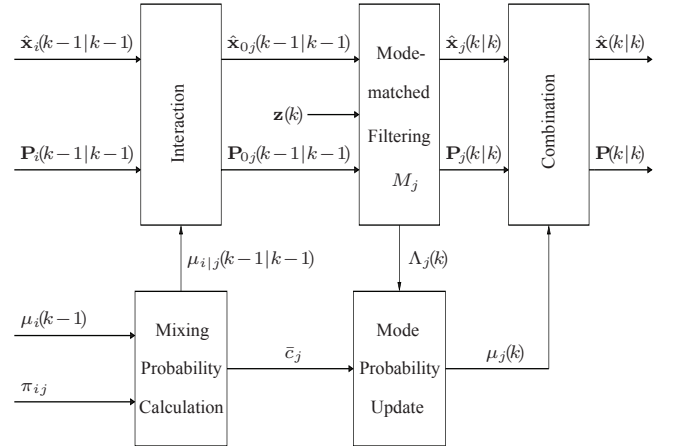 x̂ᵢ(k−1|k−1)
x̂₀ⱼ(k−1|k−1)
x̂ⱼ(k|k)
x̂(k|k)
Interaction
Mode-
matched
Filtering
Mⱼ
Combination
z(k)
Pᵢ(k−1|k−1)
P₀ⱼ(k−1|k−1)
Pⱼ(k|k)
P(k|k)
μᵢ|ⱼ(k−1|k−1)
Λⱼ(k)
μᵢ(k−1)
πᵢⱼ
Mixing
Probability
Calculation
c̄ⱼ
Mode
Probability
Update
μⱼ(k)